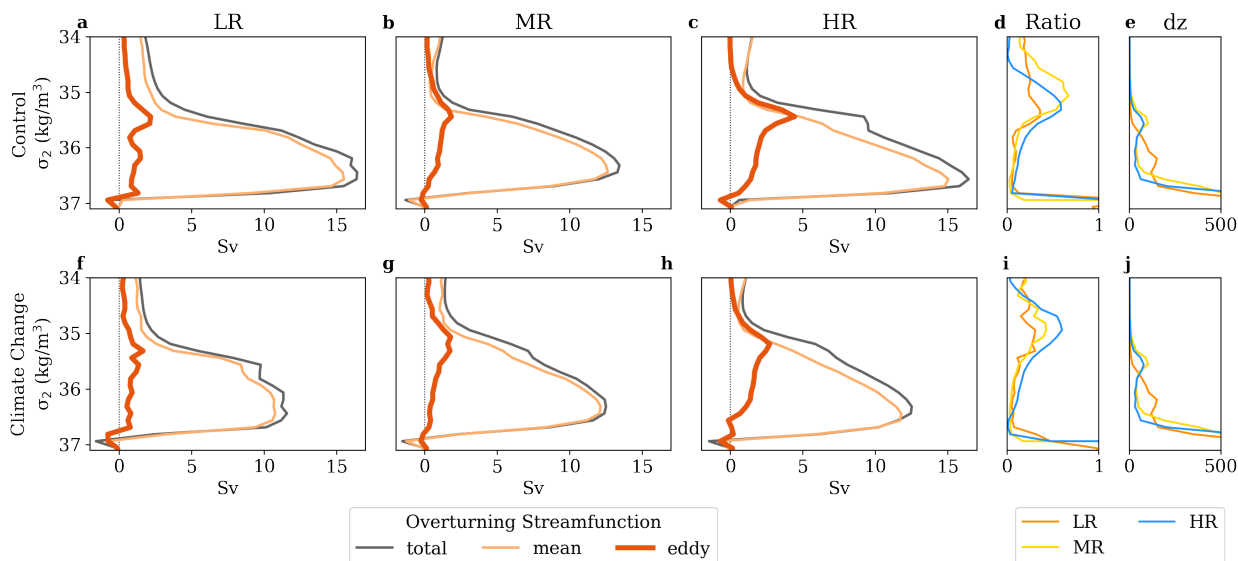 a LR b MR c HR d Ratio e dz
34
35
36
37
Control
σ₂ (kg/m³)
0 5 10 15 0 5 10 15 0 5 10 15 0 1 0 500
Sv Sv Sv
f g h i j
34
35
36
37
Climate Change
σ₂ (kg/m³)
0 5 10 15 0 5 10 15 0 5 10 15 0 1 0 500
Sv Sv Sv
Overturning Streamfunction
total mean eddy
LR HR
MR